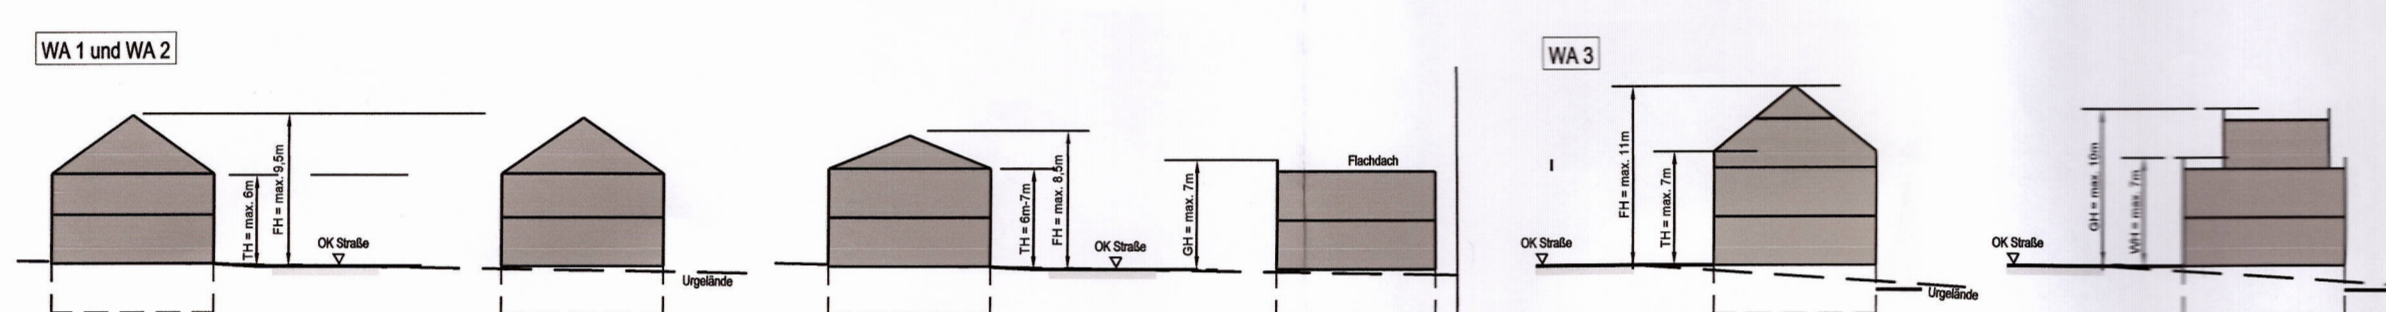 WA 1 und WA 2
TH = max. 6m
FH = max. 9,5m
OK Straße
Urgelände
TH = 6m-7m
FH = max. 8,5m
OK Straße
GH = max. 7m
Flachdach
WA 3
OK Straße
FH = max. 11m
TH = max. 7m
Urgelände
OK Straße
GH = max. 10m
WH = max. 7m